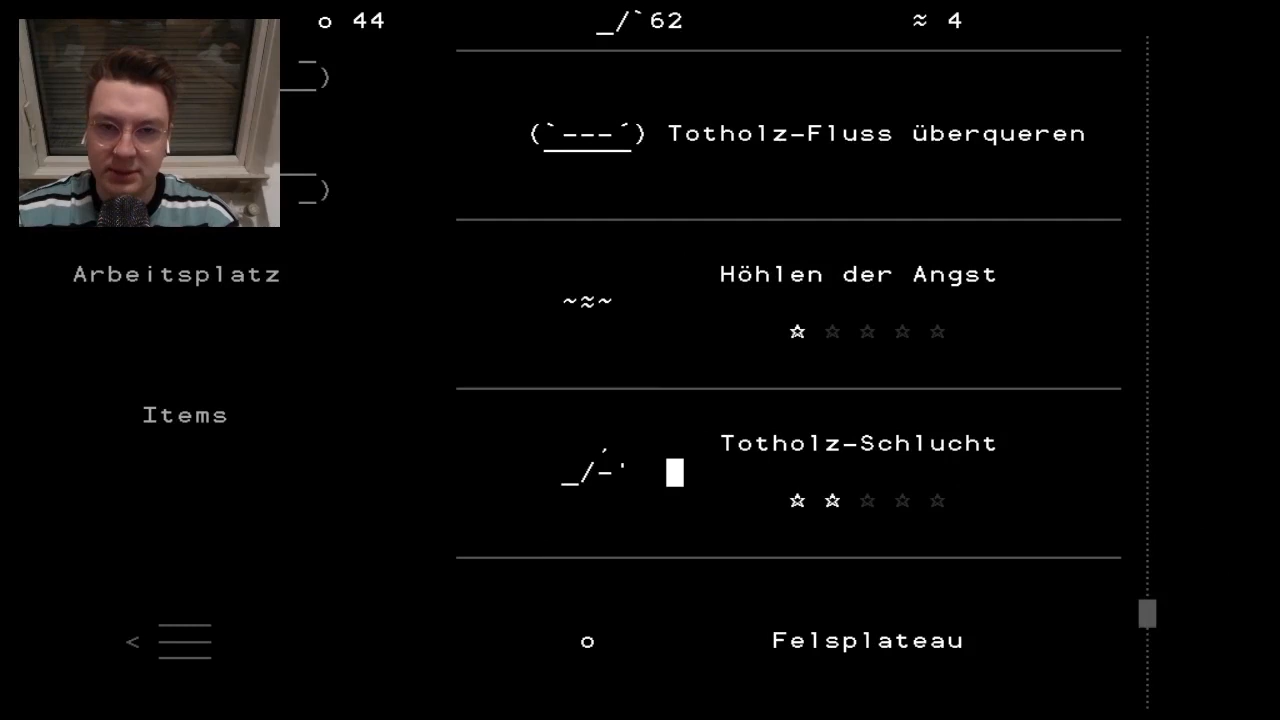 o 44
_/`62
≈ 4
(`---´) Totholz-Fluss überqueren
Höhlen der Angst
~≈~
☆ ☆ ☆ ☆ ☆
Arbeitsplatz
Items
Totholz-Schlucht
_/-'
☆ ☆ ☆ ☆ ☆
<
o Felsplateau